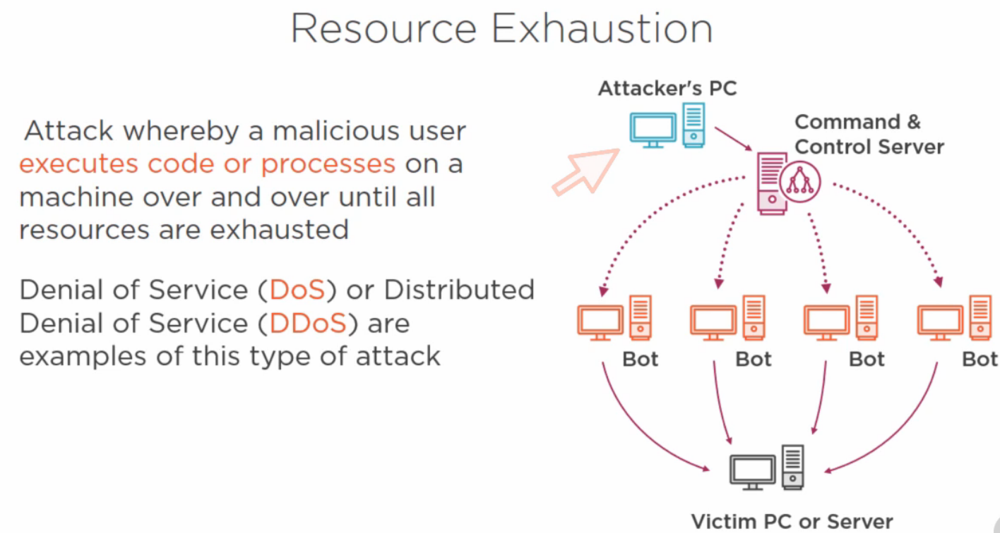 Resource Exhaustion
Attack whereby a malicious user
executes code or processes on a
machine over and over until all
resources are exhausted
Denial of Service (DoS) or Distributed
Denial of Service (DDoS) are
examples of this type of attack
Attacker's PC
Command &
Control Server
Bot
Bot
Bot
Bot
Victim PC or Server